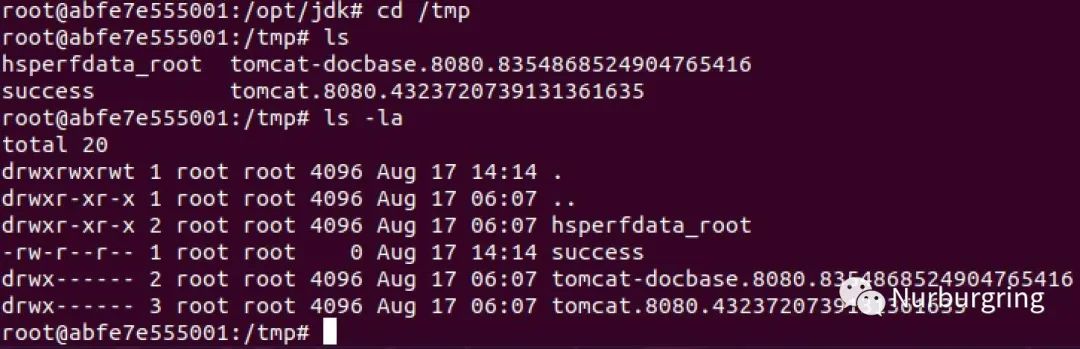 root@abfe7e555001:/opt/jdk# cd /tmp
root@abfe7e555001:/tmp# ls
hsperfdata_root  tomcat-docbase.8080.8354868524904765416
success          tomcat.8080.4323720739131361635
root@abfe7e555001:/tmp# ls -la
total 20
drwxrwxrwt 1 root root 4096 Aug 17 14:14 .
drwxr-xr-x 1 root root 4096 Aug 17 06:07 ..
drwxr-xr-x 2 root root 4096 Aug 17 06:07 hsperfdata_root
-rw-r--r-- 1 root root    0 Aug 17 14:14 success
drwx------ 2 root root 4096 Aug 17 06:07 tomcat-docbase.8080.8354868524904765416
drwx------ 3 root root 4096 Aug 17 06:07 tomcat.8080.4323720739131361635
Nurburgring
root@abfe7e555001:/tmp#